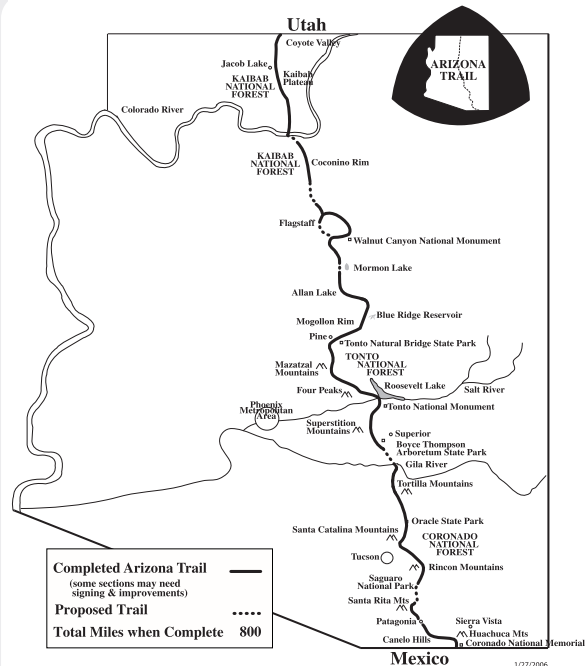 Utah
Coyote Valley
ARIZONA
TRAIL
Jacob Lake
Kaibab
Plateau
KAIBAB
NATIONAL
FOREST
Colorado River
KAIBAB
NATIONAL
FOREST
Coconino Rim
Flagstaff
Walnut Canyon National Monument
Mormon Lake
Allan Lake
Blue Ridge Reservoir
Mogollon Rim
Pine
Tonto Natural Bridge State Park
TONTO
NATIONAL
FOREST
Mazatzal
Mountains
Roosevelt Lake
Salt River
Four Peaks
Phoenix
Metropolitan
Area
Tonto National Monument
Superstition
Mountains
Superior
Boyce Thompson
Arboretum State Park
Gila River
Tortilla Mountains
Oracle State Park
Santa Catalina Mountains
CORONADO
NATIONAL
FOREST
Tucson
Rincon Mountains
Saguaro
National Park
Santa Rita Mts
Patagonia
Sierra Vista
Huachuca Mts
Canelo Hills
Coronado National Memorial
Completed Arizona Trail
(some sections may need
signing & improvements)
Proposed Trail
Total Miles when Complete 800
Mexico
1/27/2006